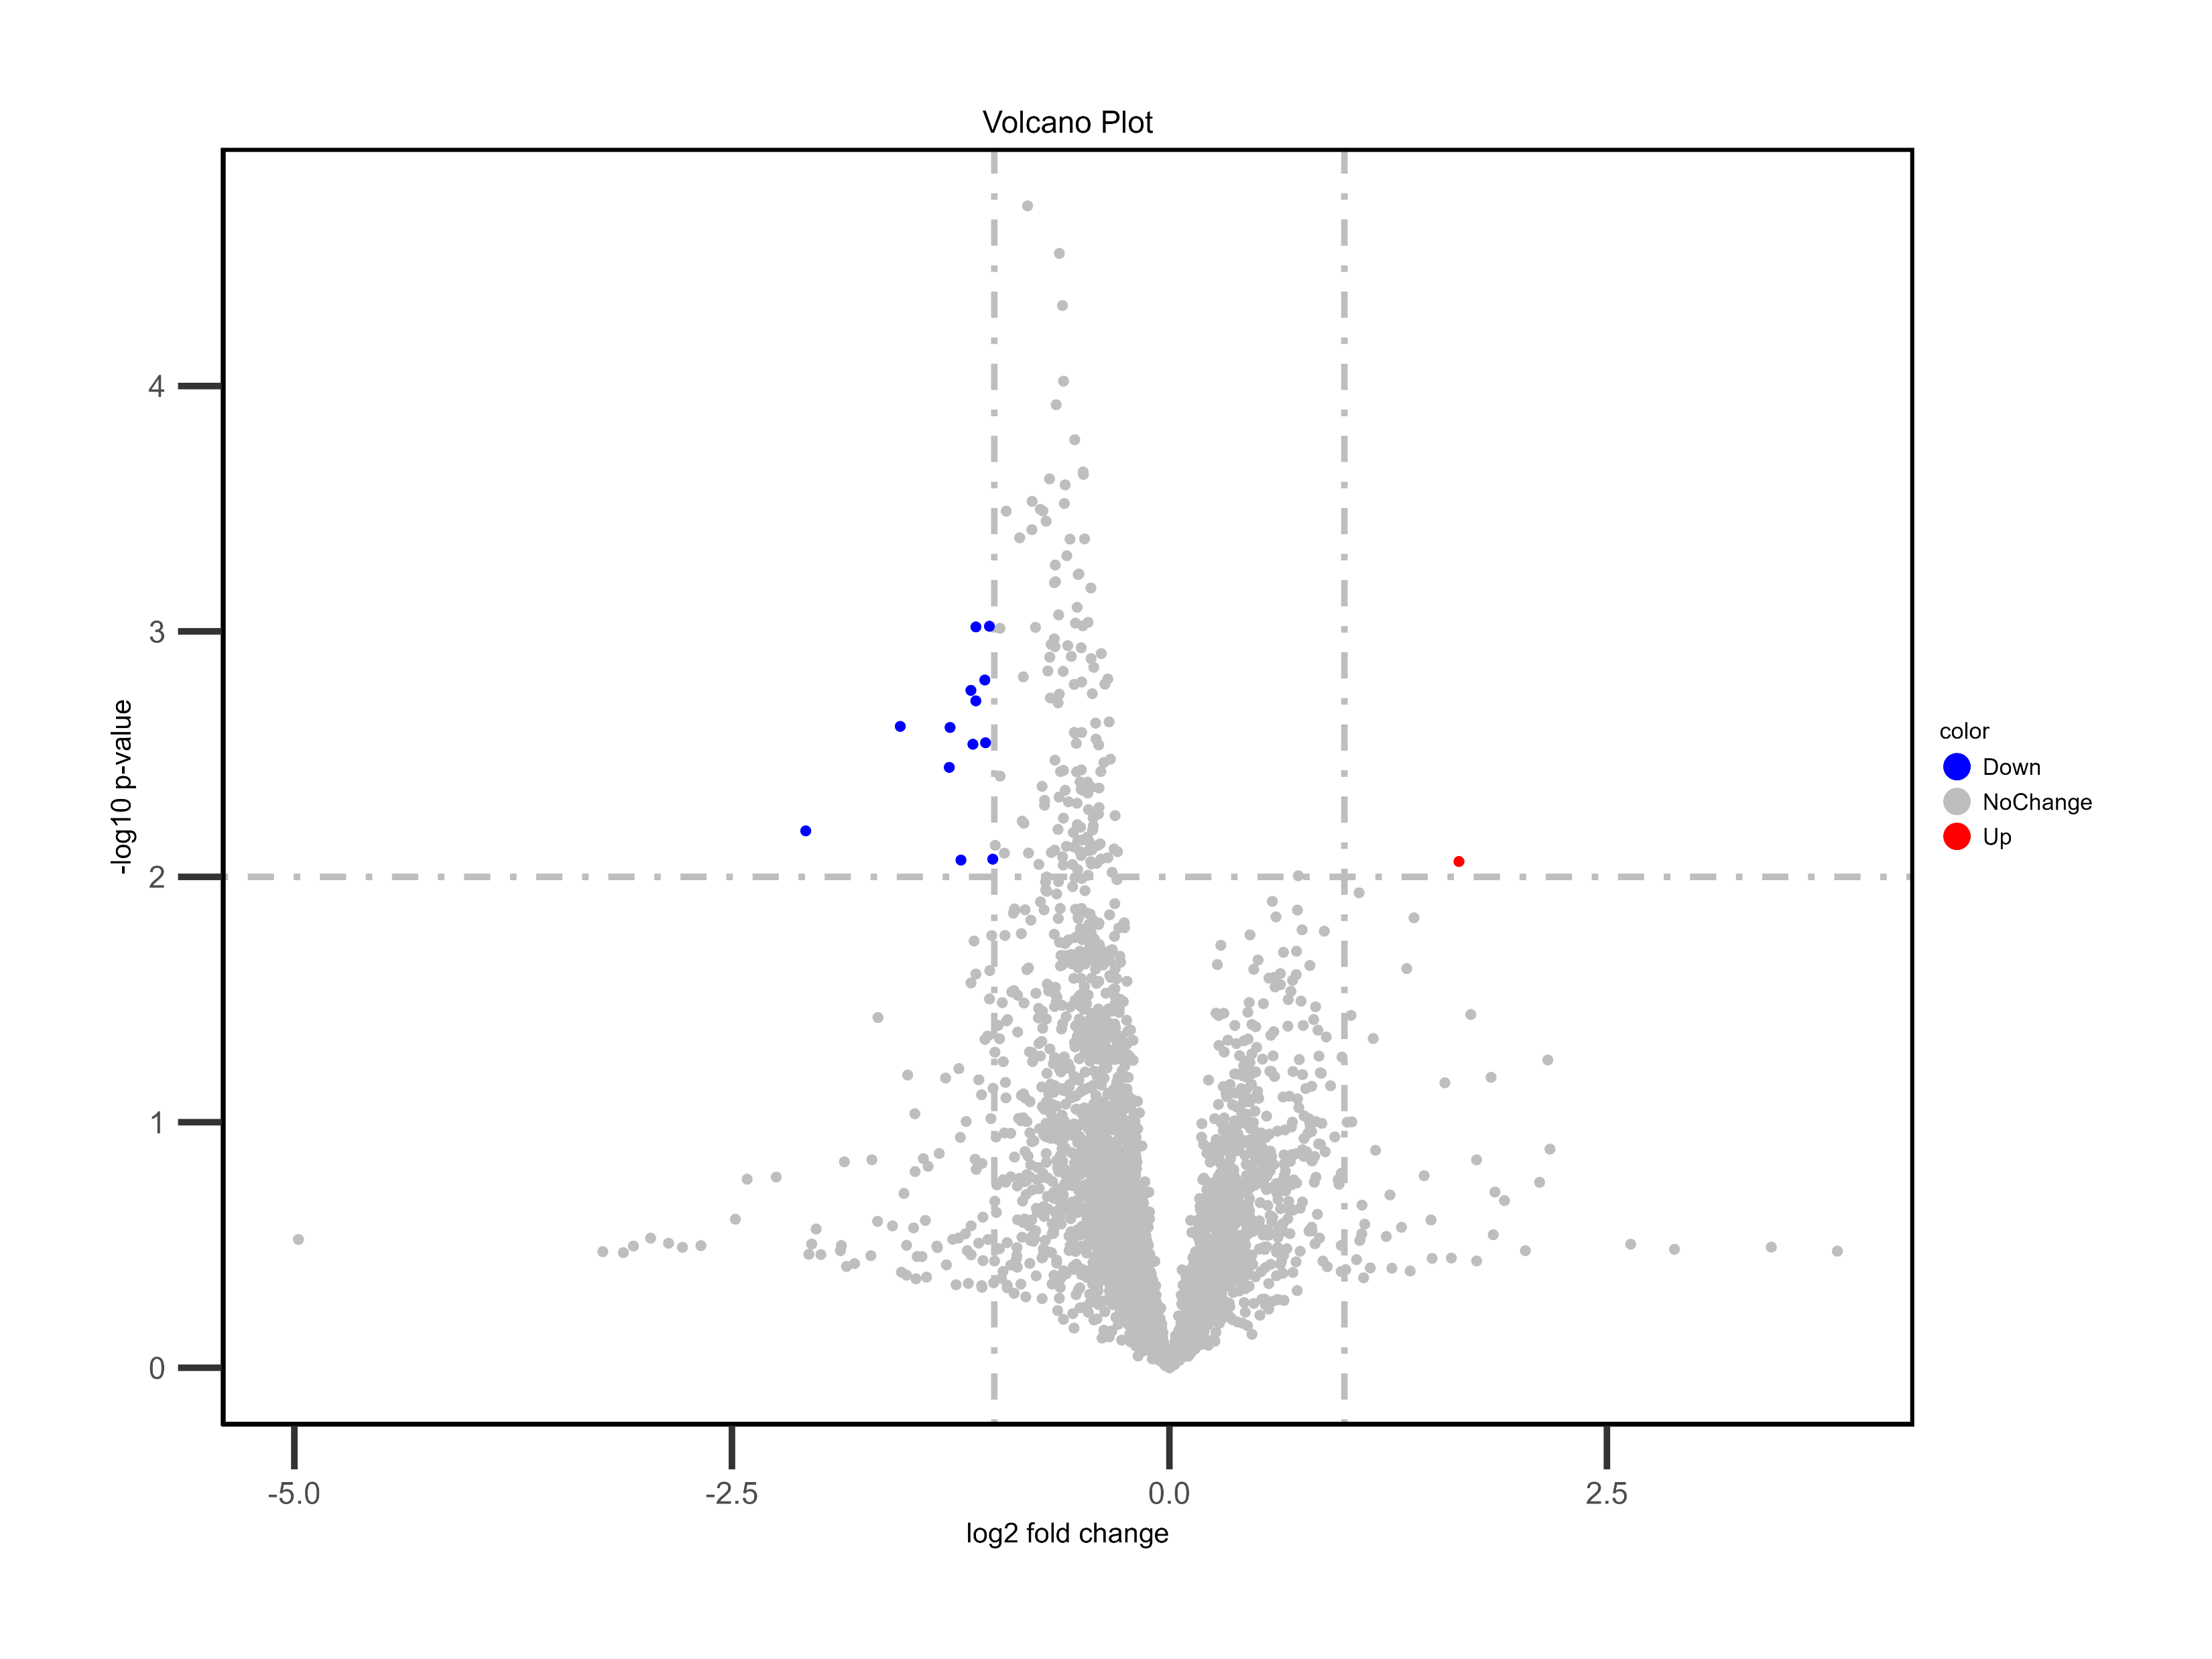 Volcano Plot
4
3
2
1
0
-log10 p-value
-5.0
-2.5
0.0
2.5
log2 fold change
color
Down
NoChange
Up